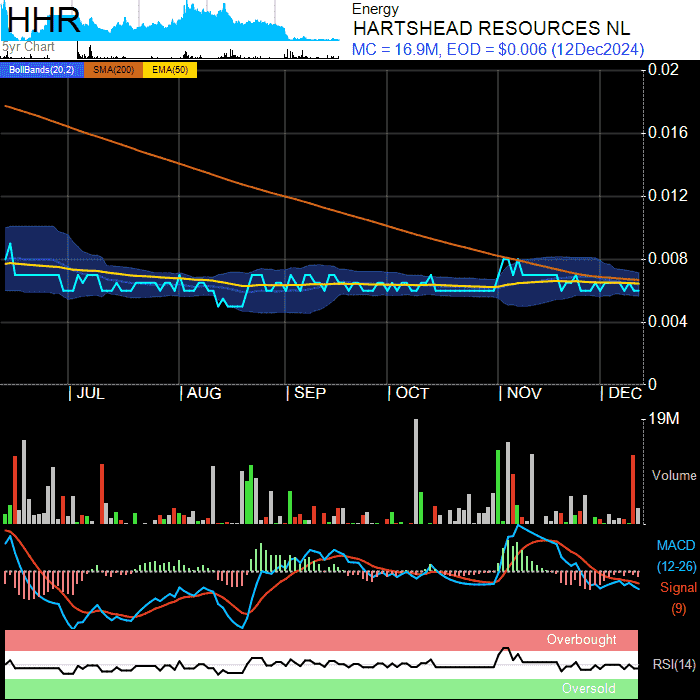 HHR
5yr Chart
Energy
HARTSHEAD RESOURCES NL
MC = 16.9M, EOD = $0.006 (12Dec2024)
BollBands(20,2) SMA(200) EMA(50)
0.02
0.016
0.012
0.008
0.004
0
JUL AUG SEP OCT NOV DEC
19M
Volume
MACD
(12-26)
Signal
(9)
Overbought
RSI(14)
Oversold